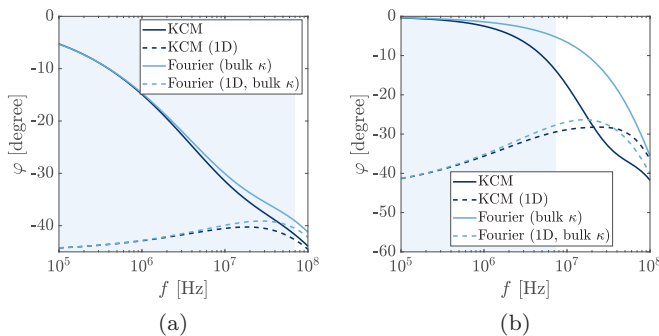 0
-10
-20
-30
-40
φ [degree]
10^5
10^6
10^7
10^8
f [Hz]
KCM
KCM (1D)
Fourier (bulk κ)
Fourier (1D, bulk κ)
(a)
0
-10
-20
-30
-40
-50
-60
φ [degree]
10^5
10^6
10^7
10^8
f [Hz]
KCM
KCM (1D)
Fourier (bulk κ)
Fourier (1D, bulk κ)
(b)